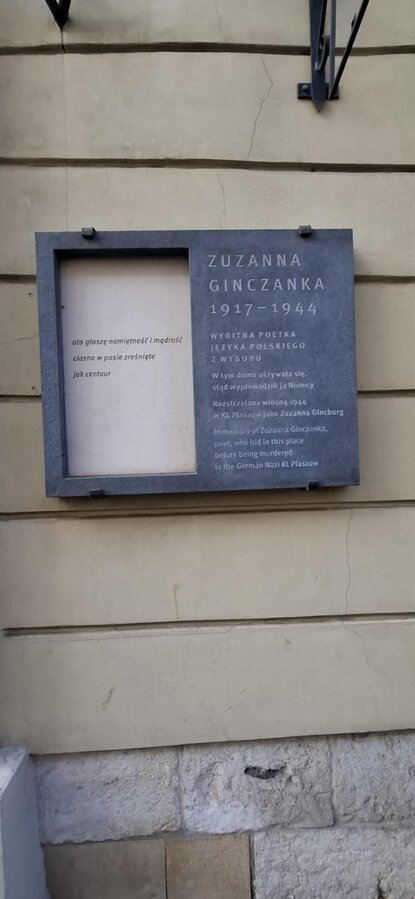 oto głoszę namiętność i mądrość
ciasno w pasie zrośnięte
jak centaur
ZUZANNA
GINCZANKA
1917–1944
WYBITNA POETKA
JĘZYKA POLSKIEGO
Z WYBORU
W tym domu ukrywała się,
stąd wyprowadzili ją Niemcy
Rozstrzelana wiosną 1944
w KL Plaszow jako Zuzanna Gincburg
In memory of Zuzanna Ginczanka,
poet, who hid in this place
before being murdered
in the German Nazi KL Plaszow